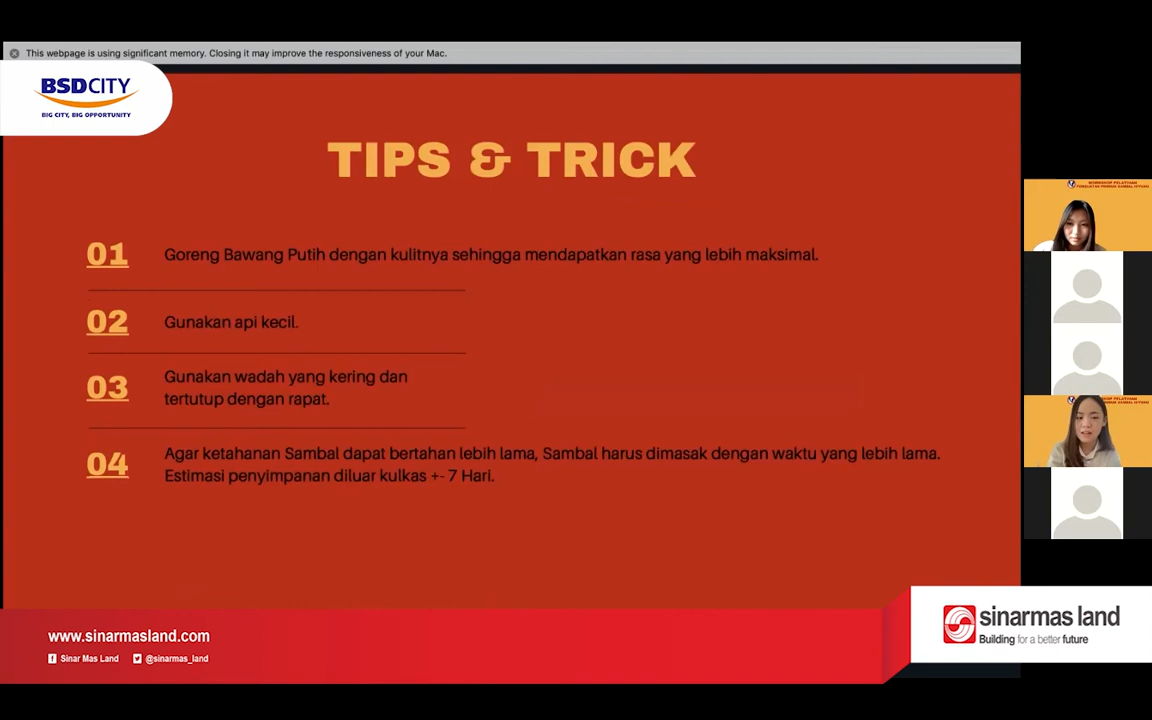 This webpage is using significant memory. Closing it may improve the responsiveness of your Mac.
BSDCITY
BIG CITY, BIG OPPORTUNITY
TIPS & TRICK
01
Goreng Bawang Putih dengan kulitnya sehingga mendapatkan rasa yang lebih maksimal.
02
Gunakan api kecil.
03
Gunakan wadah yang kering dan
tertutup dengan rapat.
04
Agar ketahanan Sambal dapat bertahan lebih lama, Sambal harus dimasak dengan waktu yang lebih lama.
Estimasi penyimpanan diluar kulkas +- 7 Hari.
www.sinarmasland.com
Sinar Mas Land
@sinarmas_land
sinarmas land
Building for a better future